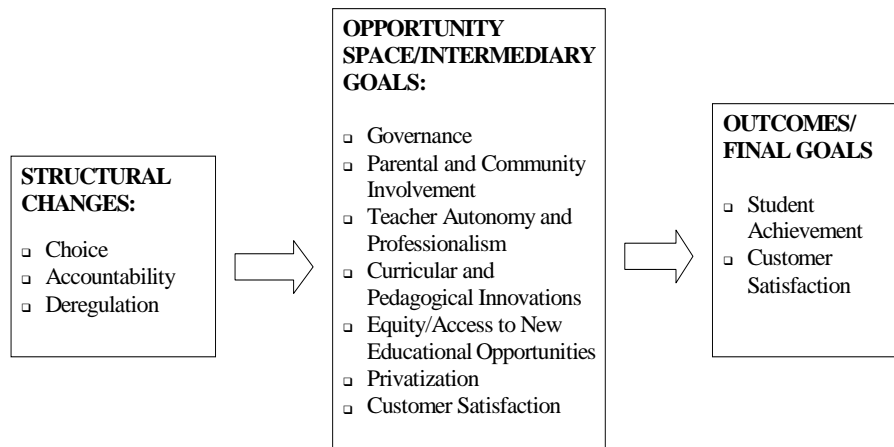 STRUCTURAL
CHANGES:
Choice
Accountability
Deregulation
OPPORTUNITY
SPACE/INTERMEDIARY
GOALS:
Governance
Parental and Community
Involvement
Teacher Autonomy and
Professionalism
Curricular and
Pedagogical Innovations
Equity/Access to New
Educational Opportunities
Privatization
Customer Satisfaction
OUTCOMES/
FINAL GOALS
Student
Achievement
Customer
Satisfaction